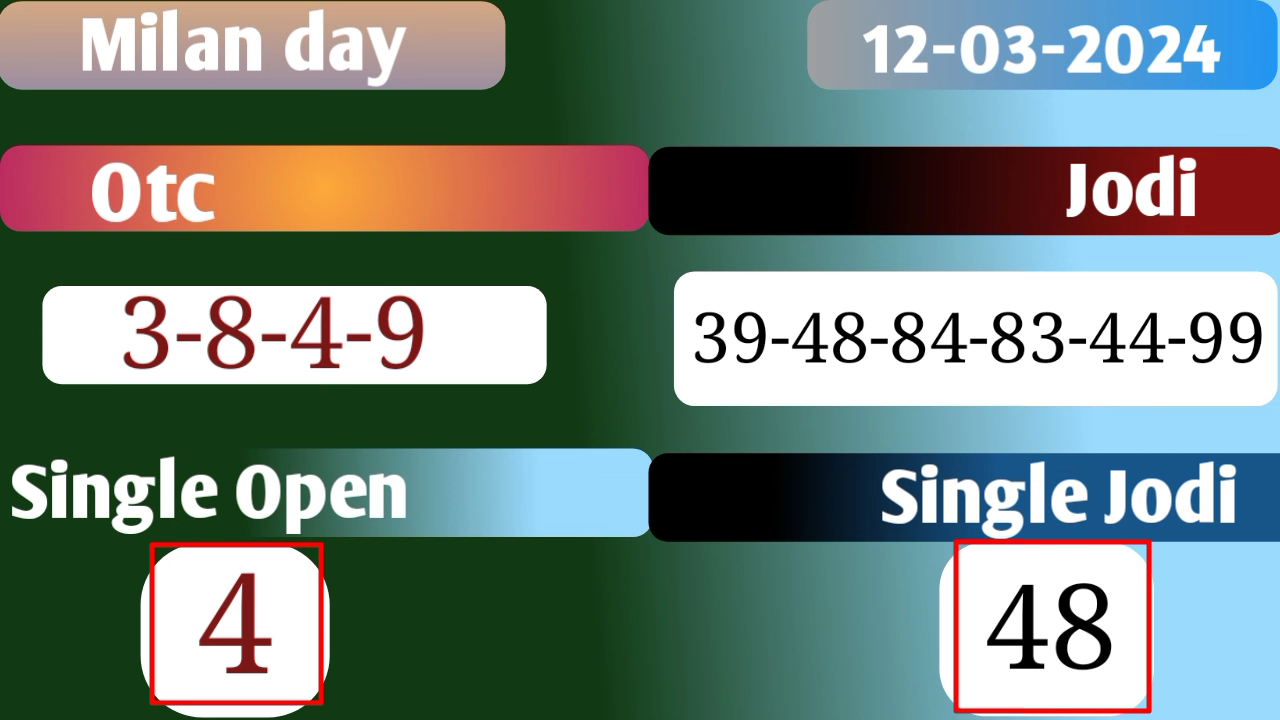 Milan day
12-03-2024
Otc
Jodi
3-8-4-9
39-48-84-83-44-99
Single Open
Single Jodi
4
48